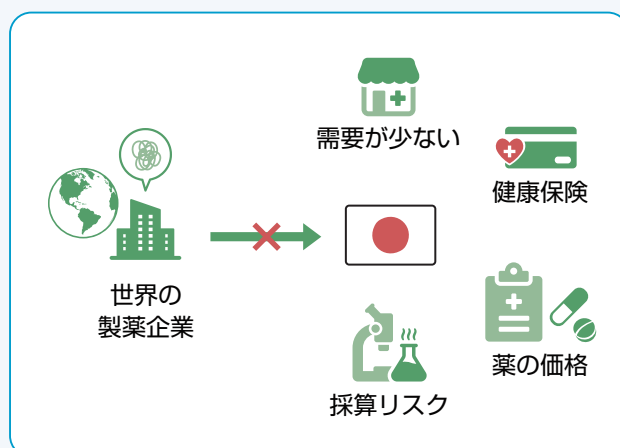 需要が少ない
健康保険
世界の
製薬企業
薬の価格
採算リスク